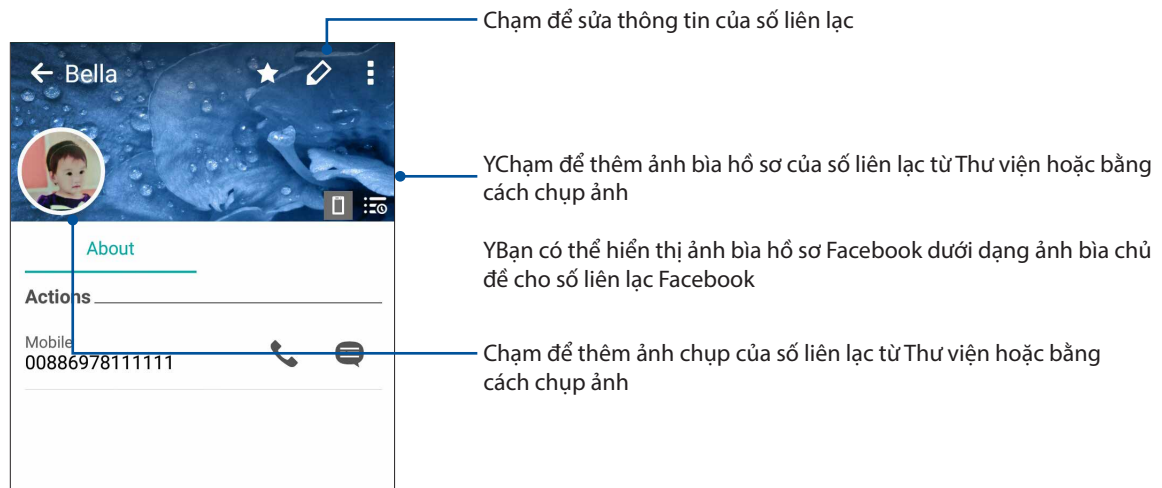 Chạm để sửa thông tin của số liên lạc
Bella
YChạm để thêm ảnh bìa hồ sơ của số liên lạc từ Thư viện hoặc bằng
cách chụp ảnh
YBạn có thể hiển thị ảnh bìa hồ sơ Facebook dưới dạng ảnh bìa chủ
đề cho số liên lạc Facebook
About
Actions
Mobile
00886978111111
Chạm để thêm ảnh chụp của số liên lạc từ Thư viện hoặc bằng
cách chụp ảnh